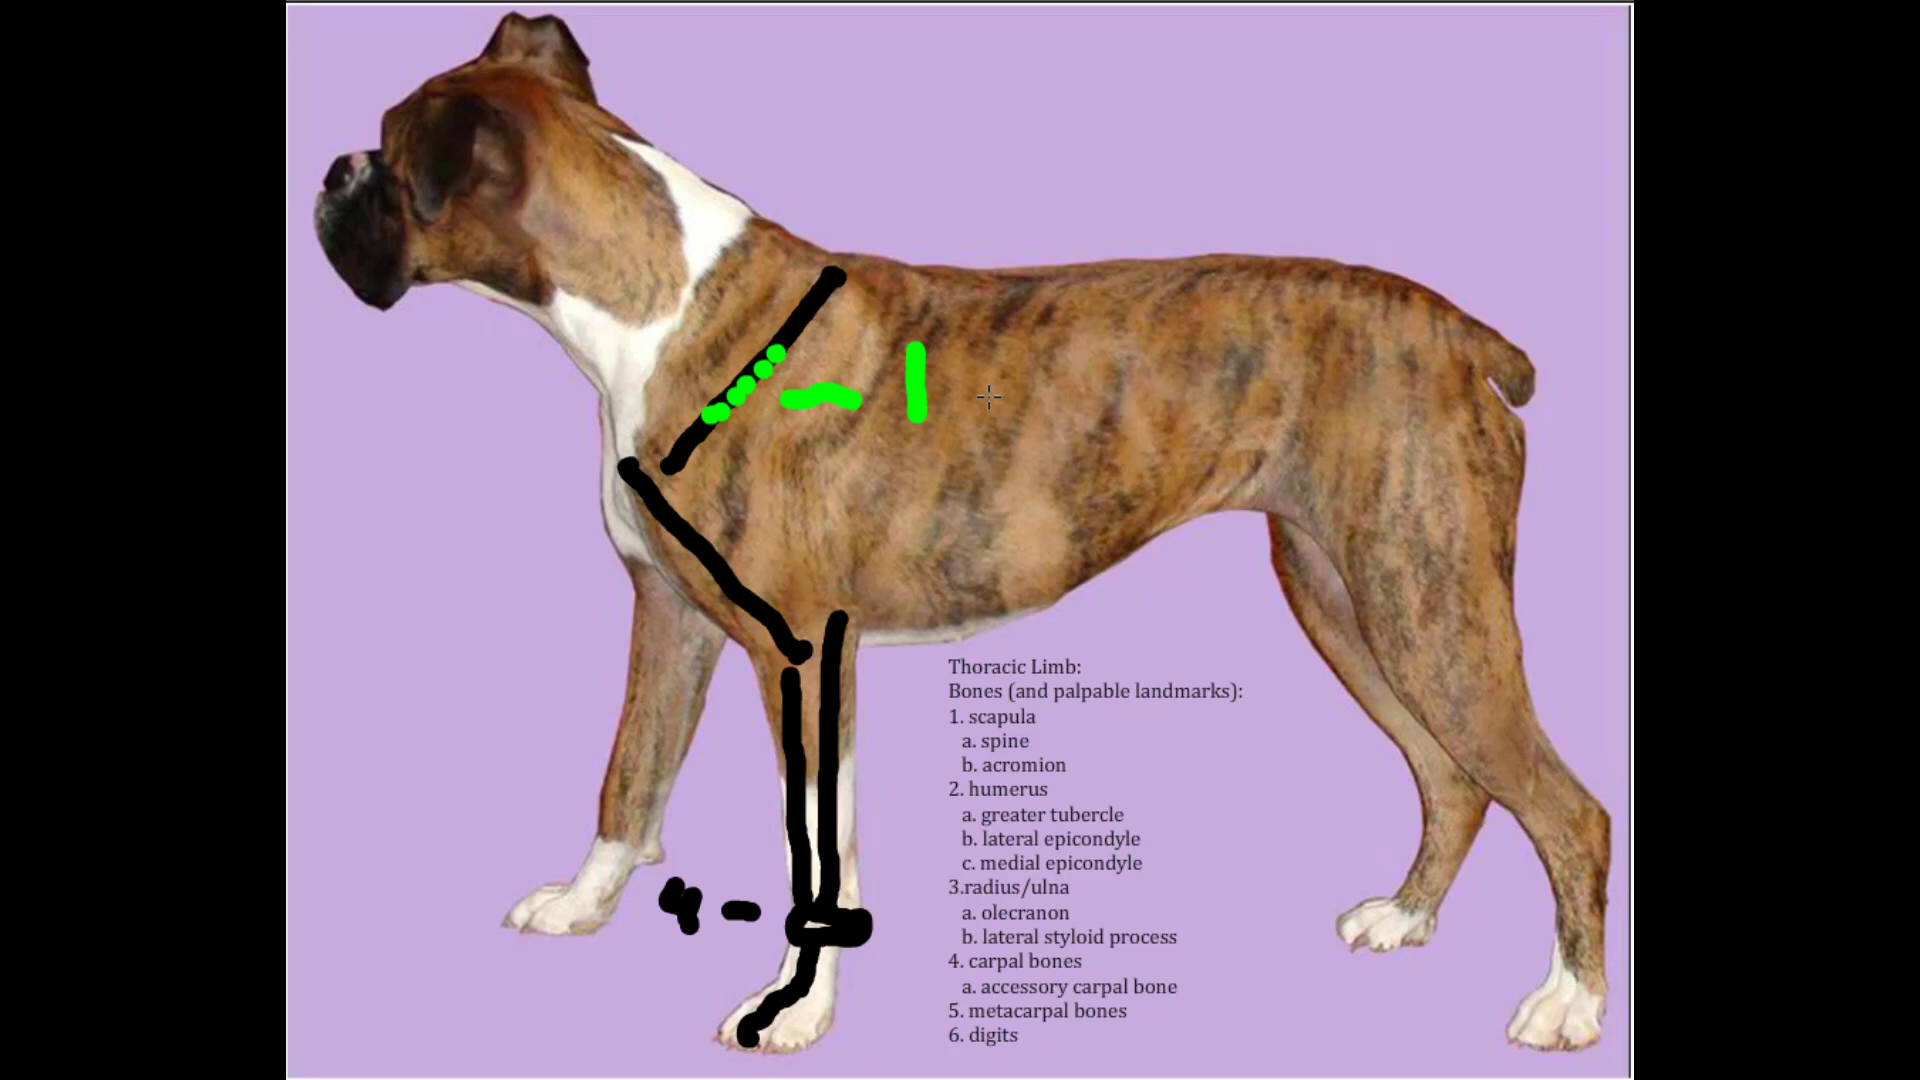 4 -
- 1
Thoracic Limb:
Bones (and palpable landmarks):
1. scapula
a. spine
b. acromion
2. humerus
a. greater tubercle
b. lateral epicondyle
c. medial epicondyle
3.radius/ulna
a. olecranon
b. lateral styloid process
4. carpal bones
a. accessory carpal bone
5. metacarpal bones
6. digits